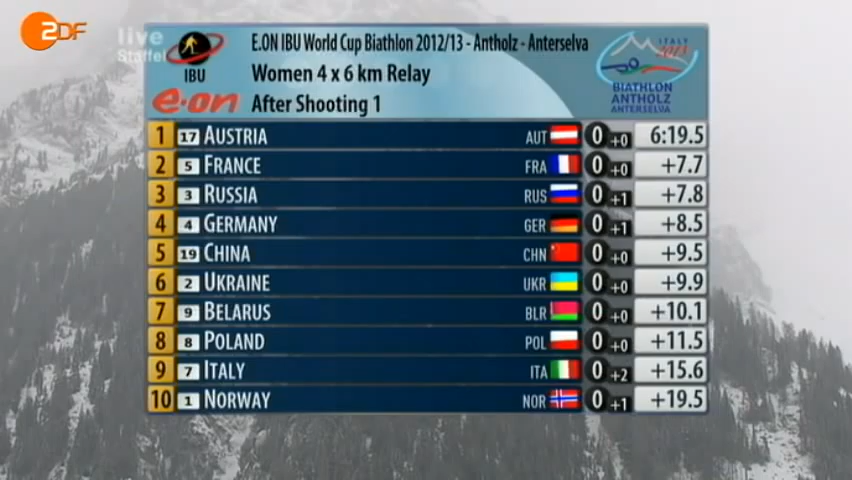 ZDF
live
Staffel
IBU
e·on
E.ON IBU World Cup Biathlon 2012/13 - Antholz - Anterselva
Women 4 x 6 km Relay
After Shooting 1
ITALY
2013
BIATHLON
ANTHOLZ
ANTERSELVA
1 17 AUSTRIA AUT 0 +0 6:19.5
2 5 FRANCE FRA 0 +0 +7.7
3 3 RUSSIA RUS 0 +1 +7.8
4 4 GERMANY GER 0 +1 +8.5
5 19 CHINA CHN 0 +0 +9.5
6 2 UKRAINE UKR 0 +0 +9.9
7 9 BELARUS BLR 0 +0 +10.1
8 8 POLAND POL 0 +0 +11.5
9 7 ITALY ITA 0 +2 +15.6
10 1 NORWAY NOR 0 +1 +19.5